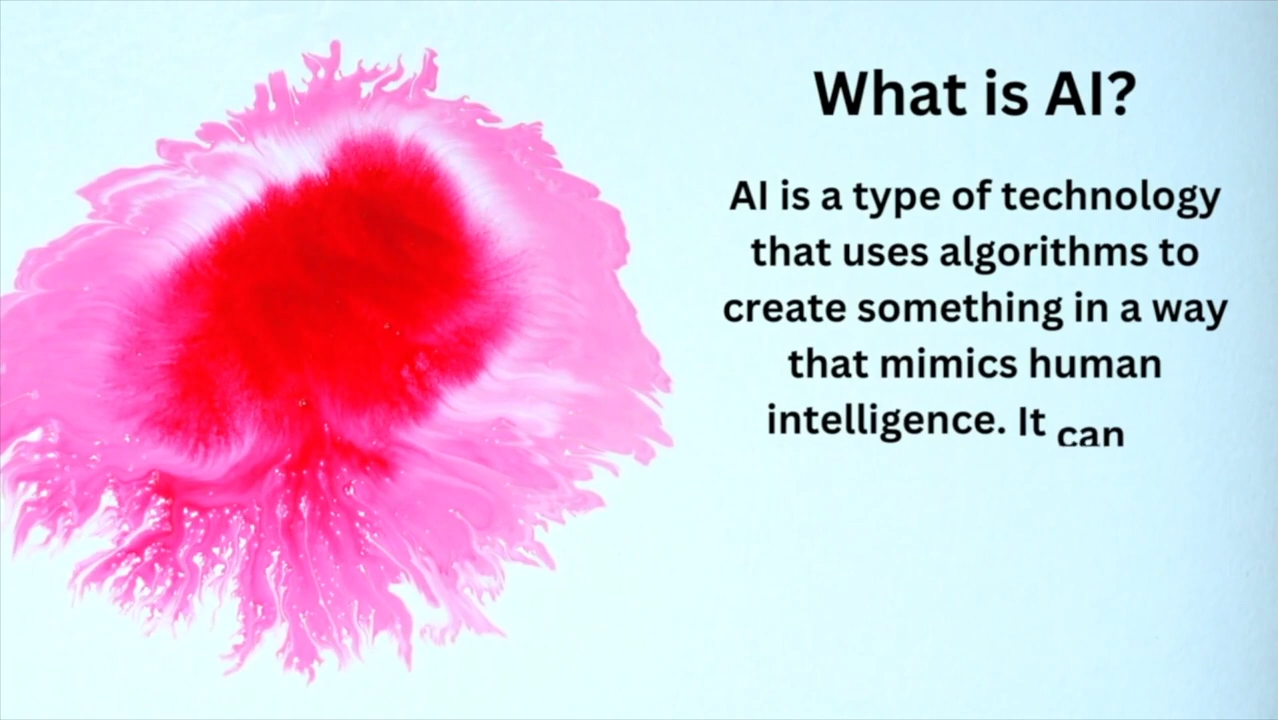 What is AI?
AI is a type of technology
that uses algorithms to
create something in a way
that mimics human
intelligence. It can